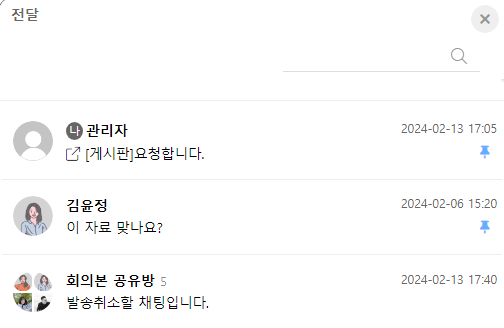 전달
나 관리자 2024-02-13 17:05
[게시판]요청합니다.
김윤정 2024-02-06 15:20
이 자료 맞나요?
회의본 공유방 5 2024-02-13 17:40
발송취소할 채팅입니다.